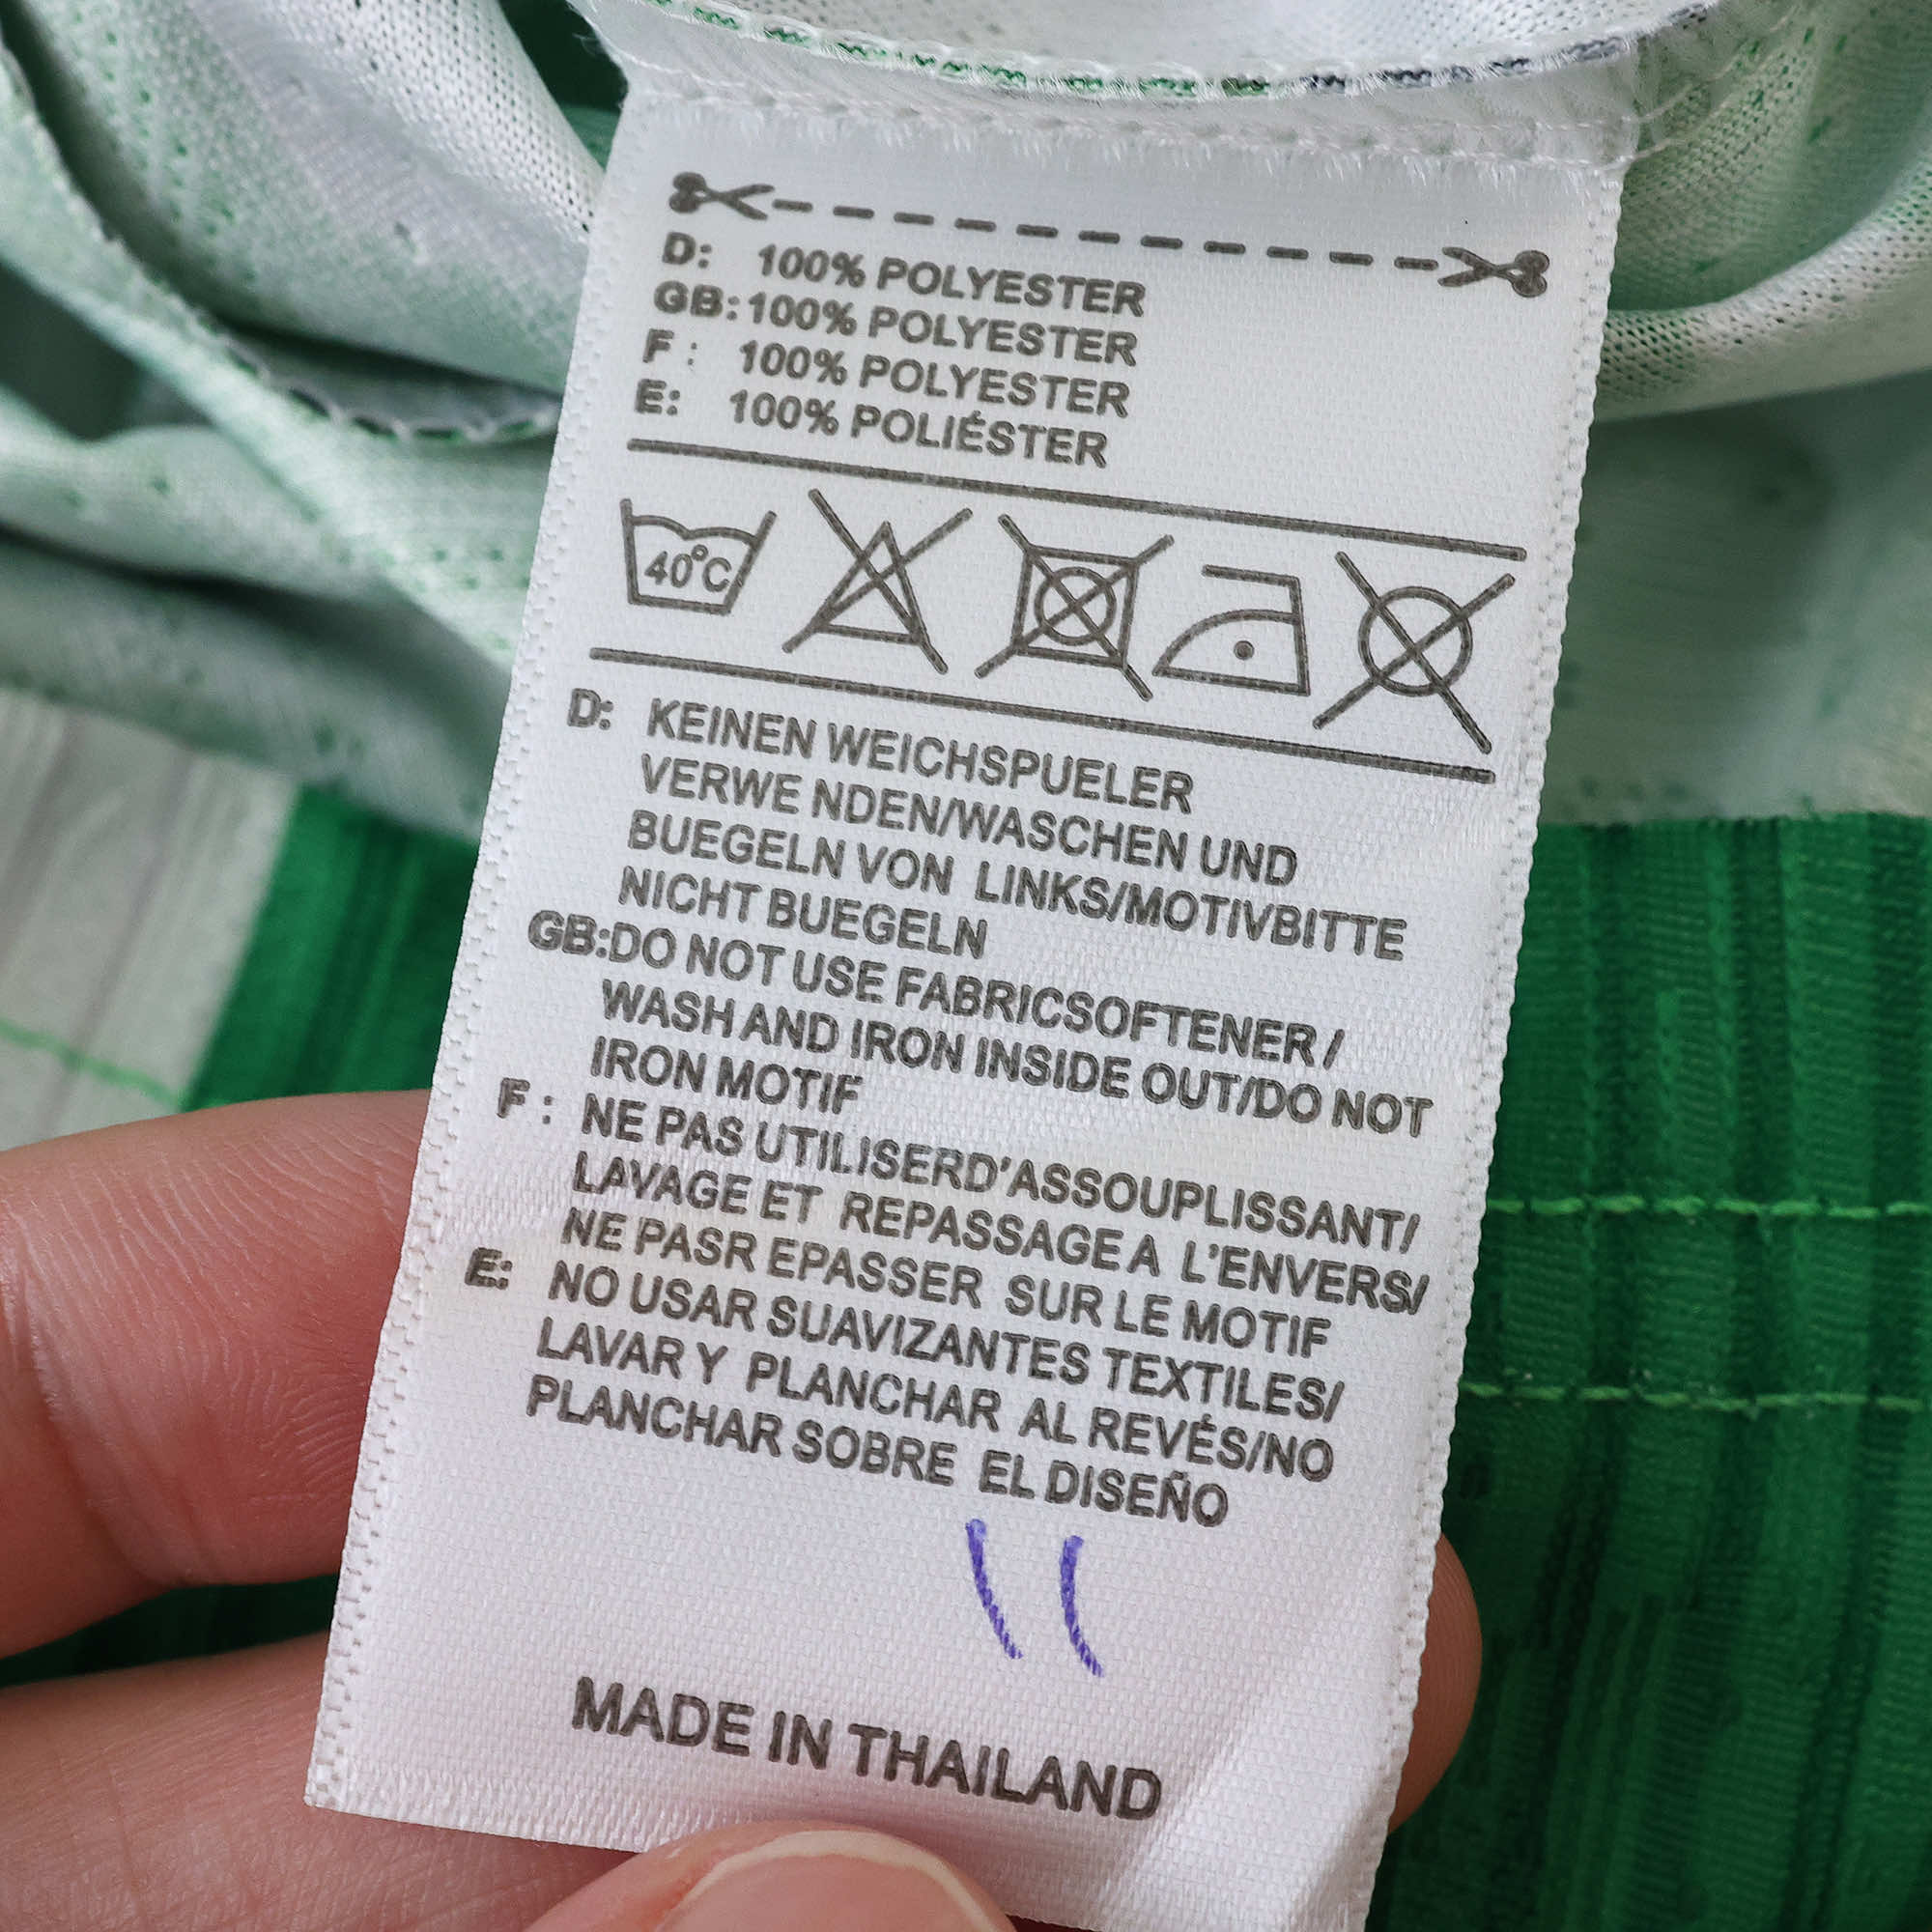 D: 100% POLYESTER
GB: 100% POLYESTER
F : 100% POLYESTER
E: 100% POLIÉSTER
40°C
D: KEINEN WEICHSPUELER
VERWE NDEN/WASCHEN UND
BUEGELN VON LINKS/MOTIVBITTE
NICHT BUEGELN
GB:DO NOT USE FABRICSOFTENER /
WASH AND IRON INSIDE OUT/DO NOT
IRON MOTIF
F : NE PAS UTILISERD'ASSOUPLISSANT/
LAVAGE ET REPASSAGE A L'ENVERS/
NE PASR EPASSER SUR LE MOTIF
E: NO USAR SUAVIZANTES TEXTILES/
LAVAR Y PLANCHAR AL REVÉS/NO
PLANCHAR SOBRE EL DISEÑO
MADE IN THAILAND